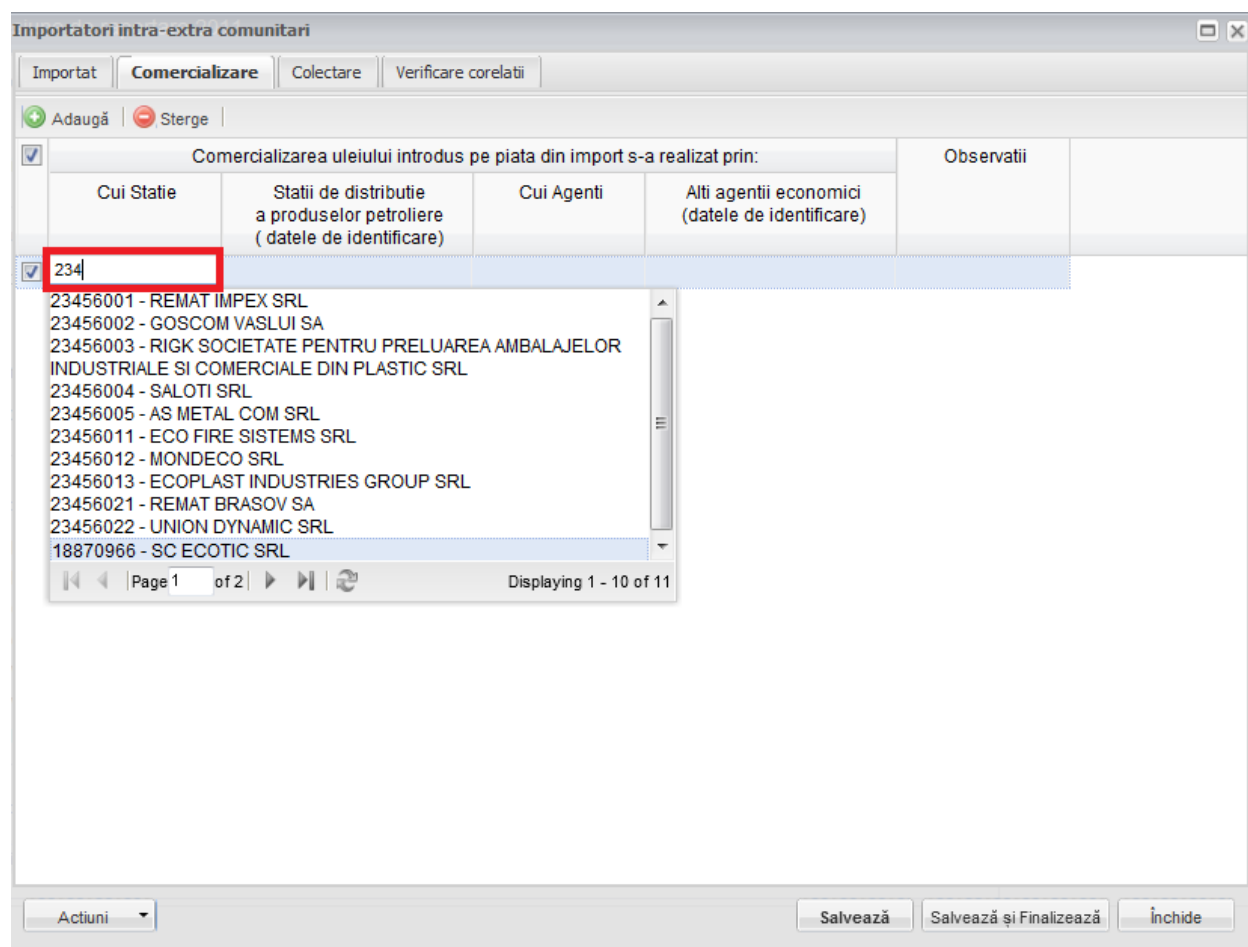 Importatori intra-extra comunitari
Importat Comercializare Colectare Verificare corelatii
Adaugă Sterge
Comercializarea uleiului introdus pe piata din import s-a realizat prin: Observatii
Cui Statie Statii de distributie Cui Agenti Alti agentii economici
a produselor petroliere (datele de identificare)
( datele de identificare)
234
23456001 - REMAT IMPEX SRL
23456002 - GOSCOM VASLUI SA
23456003 - RIGK SOCIETATE PENTRU PRELUAREA AMBALAJELOR
INDUSTRIALE SI COMERCIALE DIN PLASTIC SRL
23456004 - SALOTI SRL
23456005 - AS METAL COM SRL
23456011 - ECO FIRE SISTEMS SRL
23456012 - MONDECO SRL
23456013 - ECOPLAST INDUSTRIES GROUP SRL
23456021 - REMAT BRASOV SA
23456022 - UNION DYNAMIC SRL
18870966 - SC ECOTIC SRL
Page 1 of 2 Displaying 1 - 10 of 11
Actiuni Salvează Salvează și Finalizează Închide